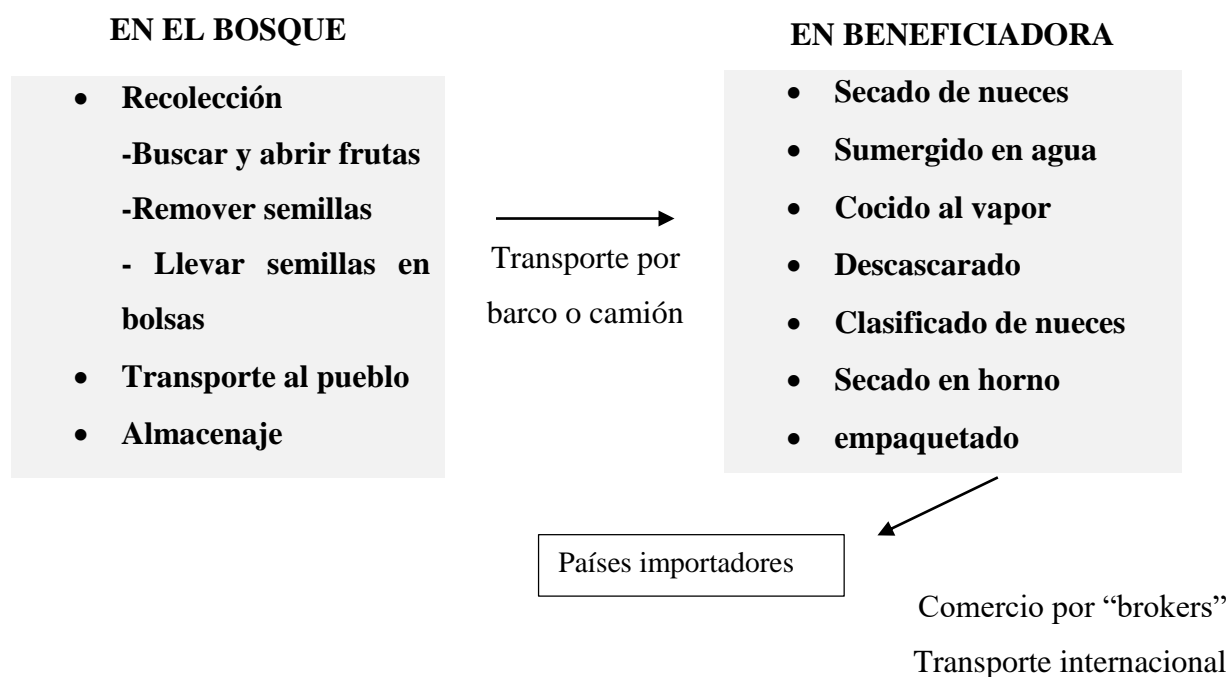 EN EL BOSQUE
• Recolección
-Buscar y abrir frutas
-Remover semillas
- Llevar semillas en
bolsas
• Transporte al pueblo
• Almacenaje
Transporte por
barco o camión
EN BENEFICIADORA
• Secado de nueces
• Sumergido en agua
• Cocido al vapor
• Descascarado
• Clasificado de nueces
• Secado en horno
• empaquetado
Países importadores
Comercio por “brokers”
Transporte internacional